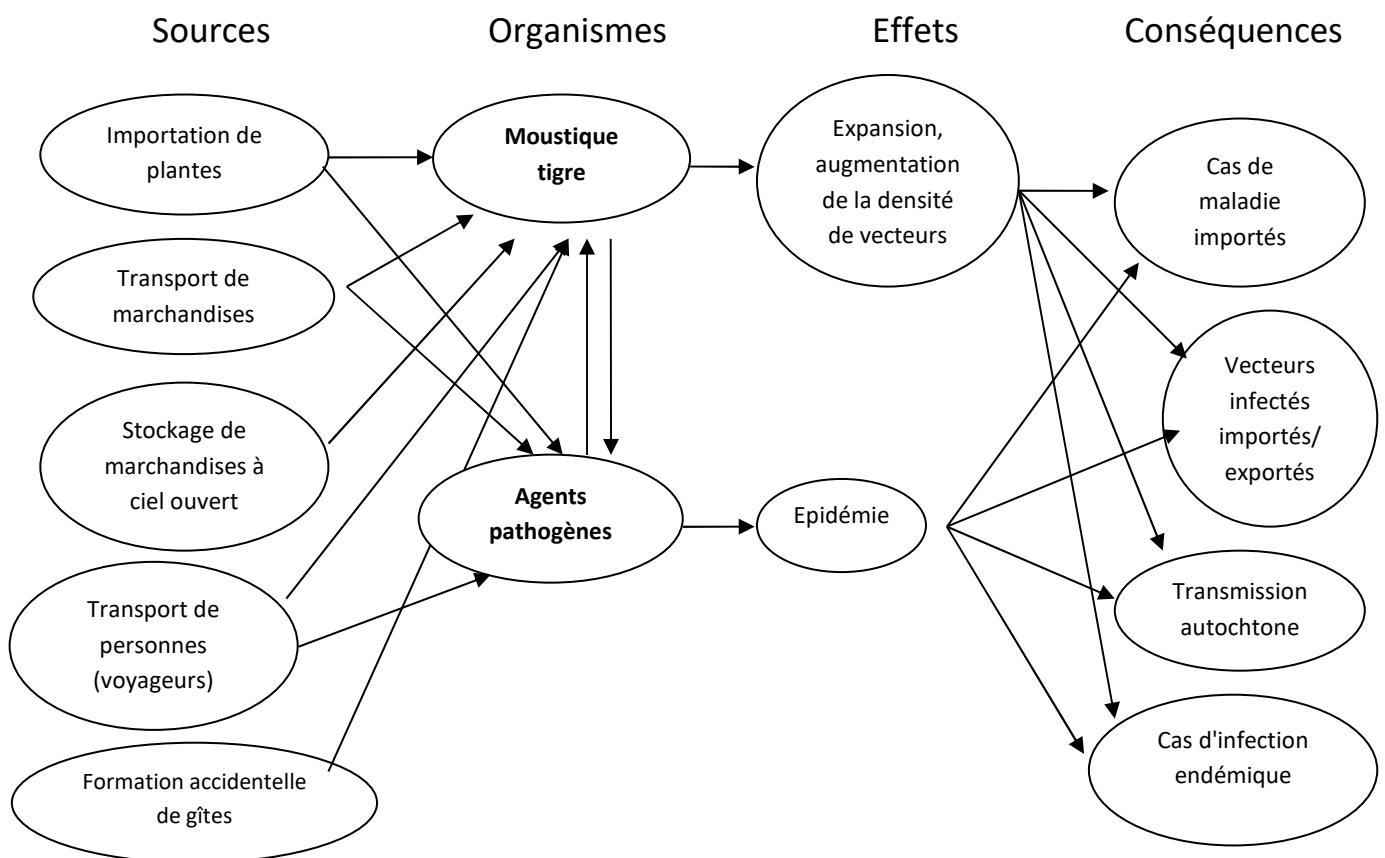 Sources
Organismes
Effets
Conséquences
Importation de
plantes
Transport de
marchandises
Stockage de
marchandises à
ciel ouvert
Transport de
personnes
(voyageurs)
Formation accidentelle
de gîtes
Moustique
tigre
Agents
pathogènes
Expansion,
augmentation
de la densité
de vecteurs
Epidémie
Cas de
maladie
importés
Vecteurs
infectés
importés/
exportés
Transmission
autochtone
Cas d'infection
endémique